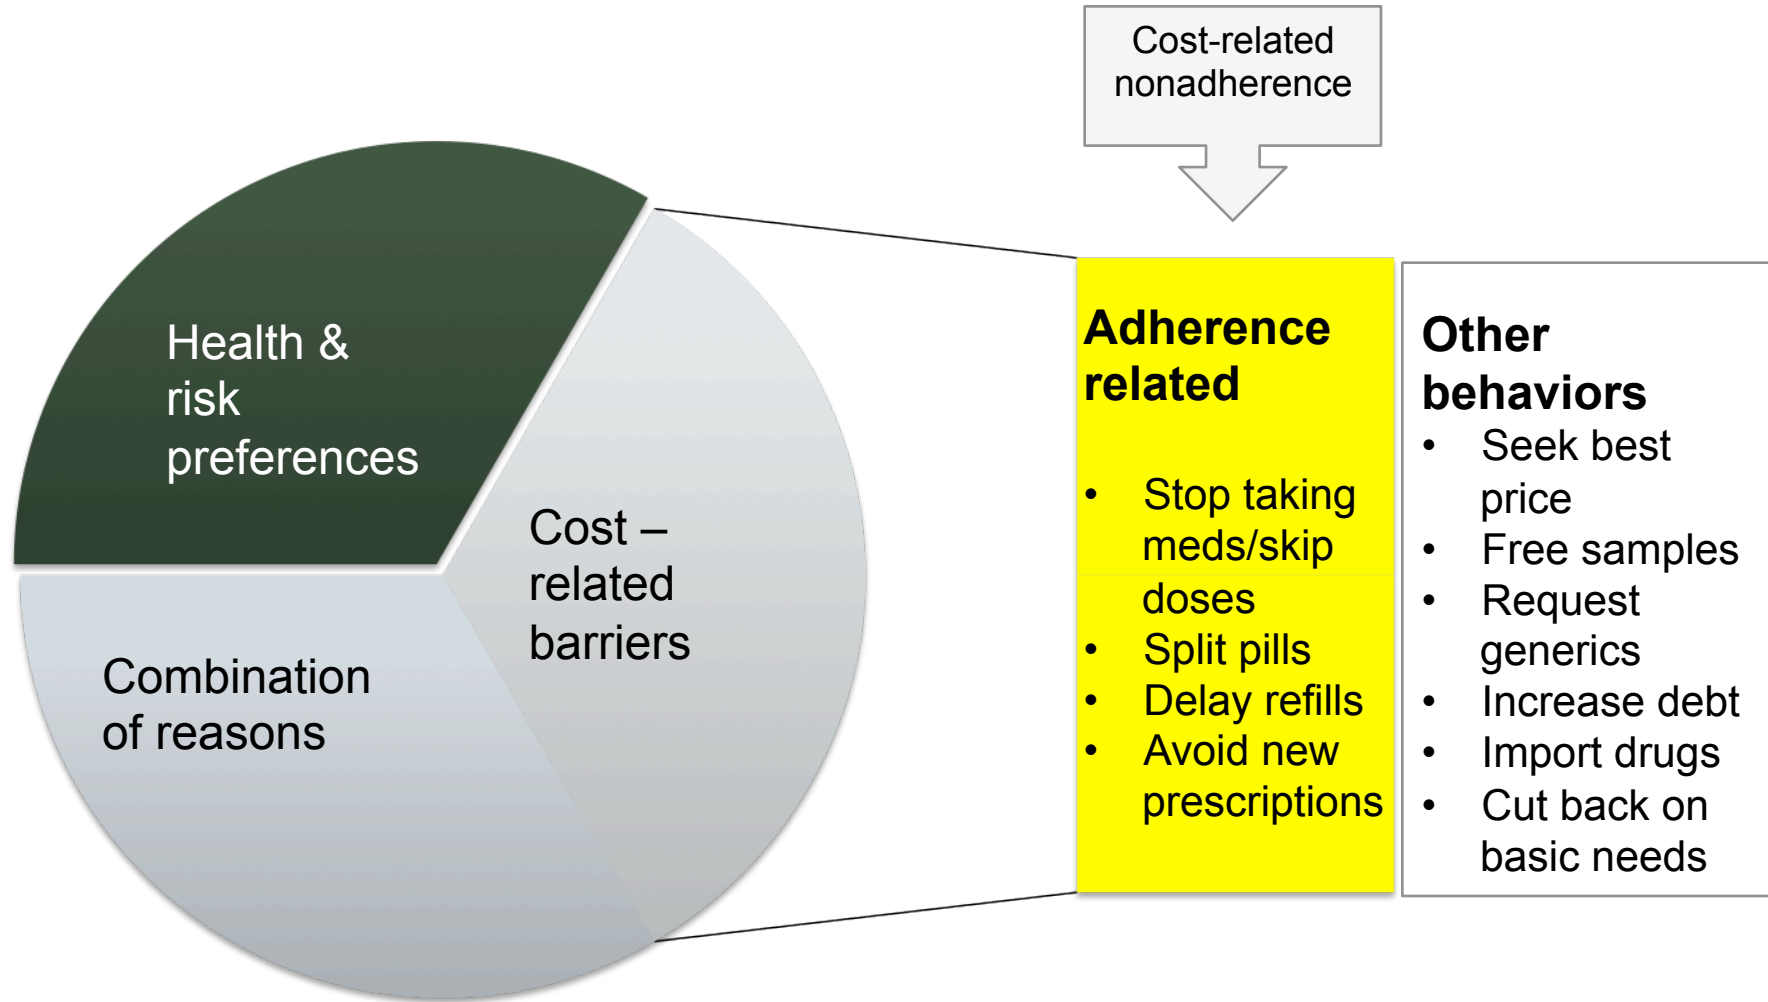 Cost-related
nonadherence
Health &
risk
preferences
Cost –
related
barriers
Combination
of reasons
Adherence
related
• Stop taking
meds/skip
doses
• Split pills
• Delay refills
• Avoid new
prescriptions
Other
behaviors
• Seek best
price
• Free samples
• Request
generics
• Increase debt
• Import drugs
• Cut back on
basic needs